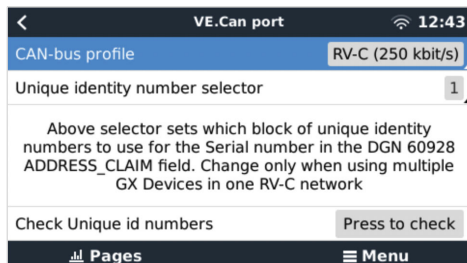 VE.Can port 12:43
CAN-bus profile RV-C (250 kbit/s)
Unique identity number selector 1
Above selector sets which block of unique identity
numbers to use for the Serial number in the DGN 60928
ADDRESS_CLAIM field. Change only when using multiple
GX Devices in one RV-C network
Check Unique id numbers Press to check
Pages Menu